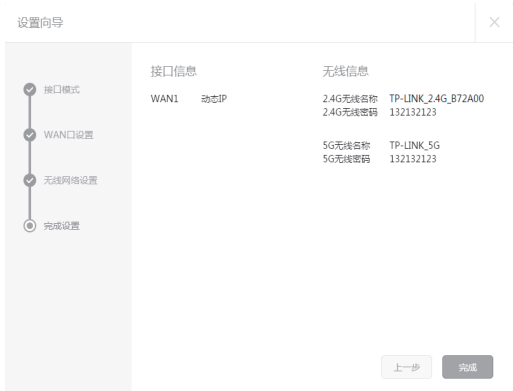 设置向导
接口模式
WAN口设置
无线网络设置
完成设置
接口信息
WAN1 动态IP
无线信息
2.4G无线名称 TP-LINK_2.4G_B72A00
2.4G无线密码 132132123
5G无线名称 TP-LINK_5G
5G无线密码 132132123
上一步 完成